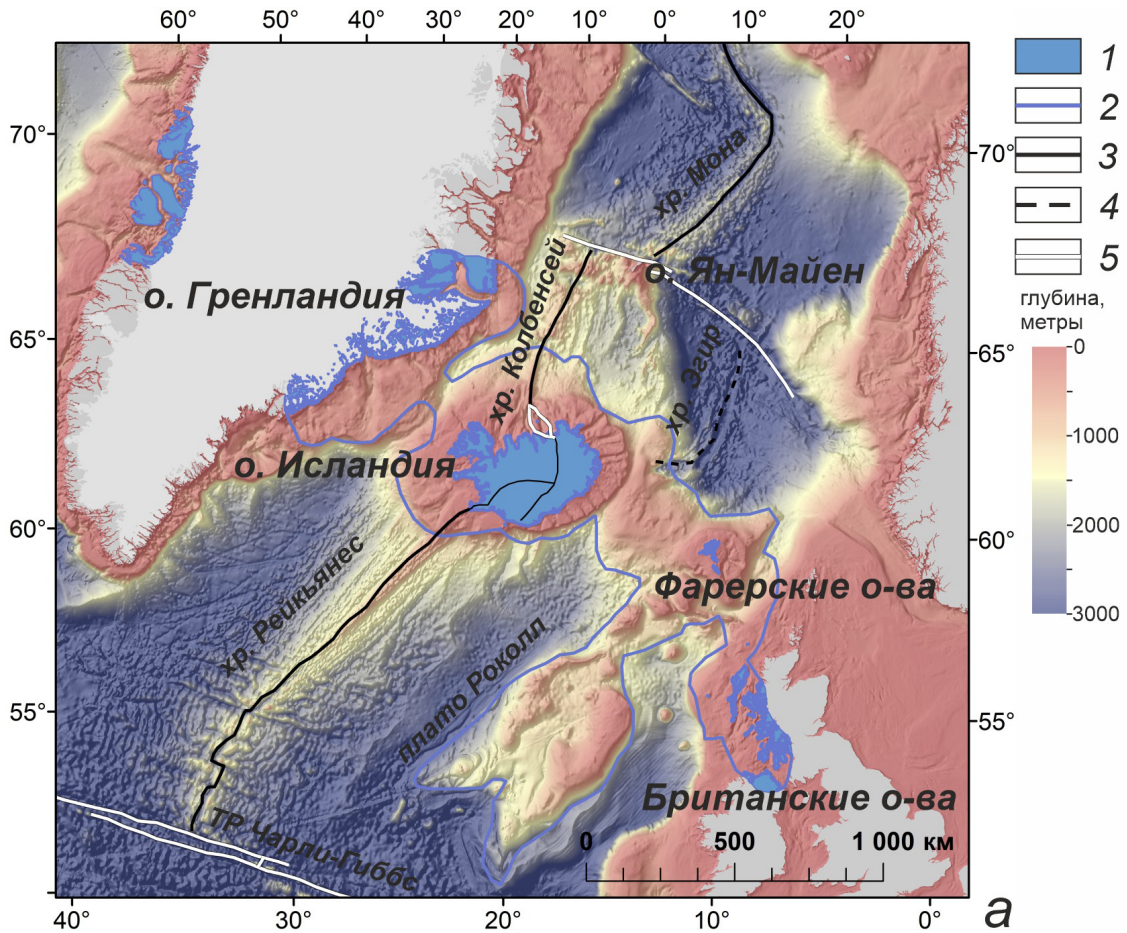 60° 50° 40° 30° 20° 10° 0° 10° 20°
1
2
3
4
5
глубина,
метры
0
1000
2000
3000
70°
70°
хр. Мона
о. Ян-Майен
о. Гренландия
хр. Колбенсей
65°
65°
хр Эгир
о. Исландия
60°
60°
Фарерские о-ва
хр. Рейкьянес
плато Роколл
55°
55°
Британские о-ва
ТР Чарли-Гиббс
0 500 1 000 км
40° 30° 20° 10° 0°
а